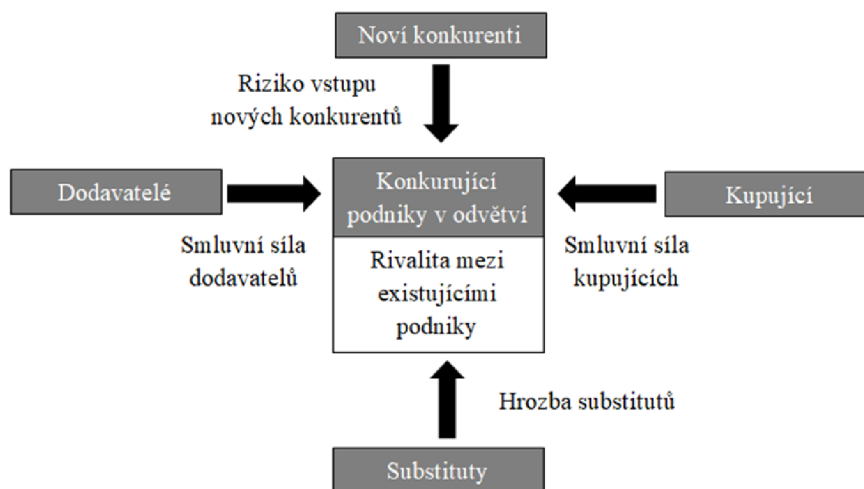 Noví konkurenti
Riziko vstupu
nových konkurentů
Dodavatelé
Konkurující
podniky v odvětví
Kupující
Smluvní síla
dodavatelů
Rivalita mezi
existujícími
podniky
Smluvní síla
kupujících
Hrozba substitutů
Substituty